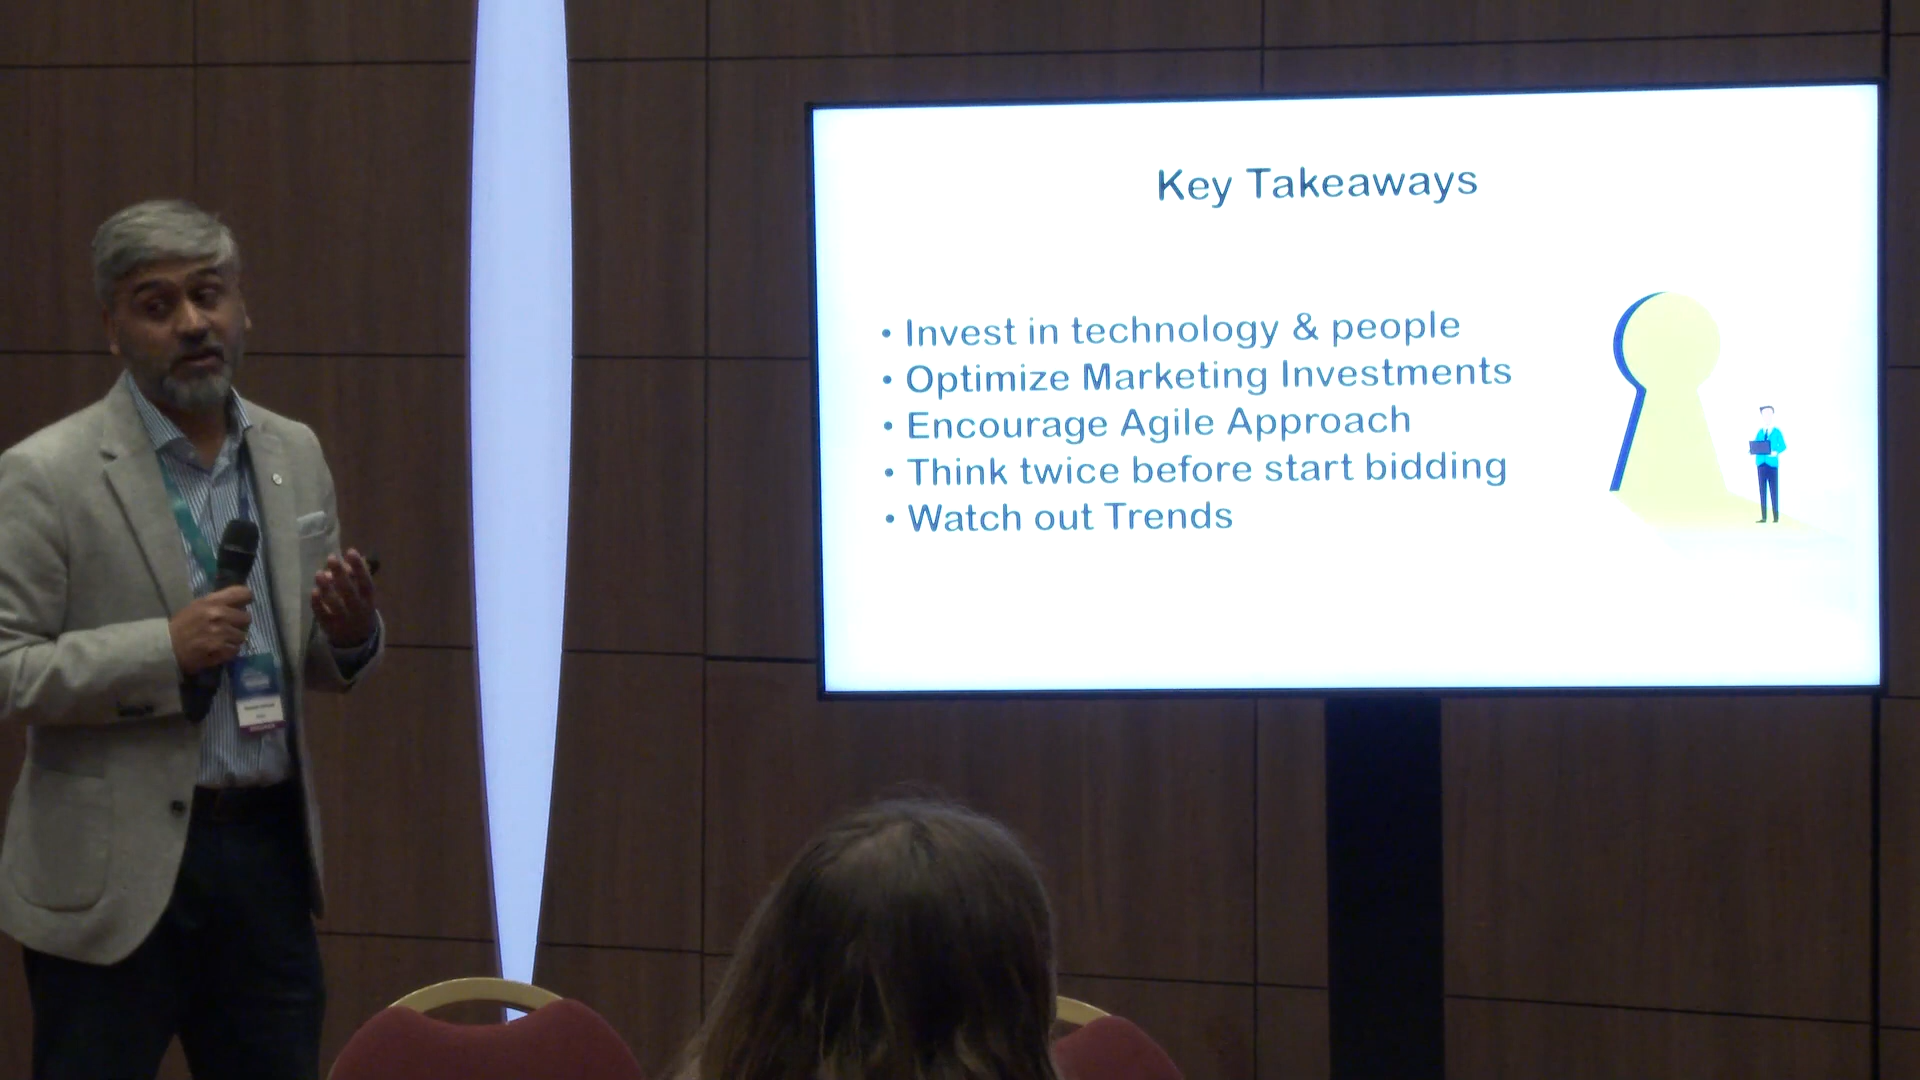 Key Takeaways
• Invest in technology & people
• Optimize Marketing Investments
• Encourage Agile Approach
• Think twice before start bidding
• Watch out Trends